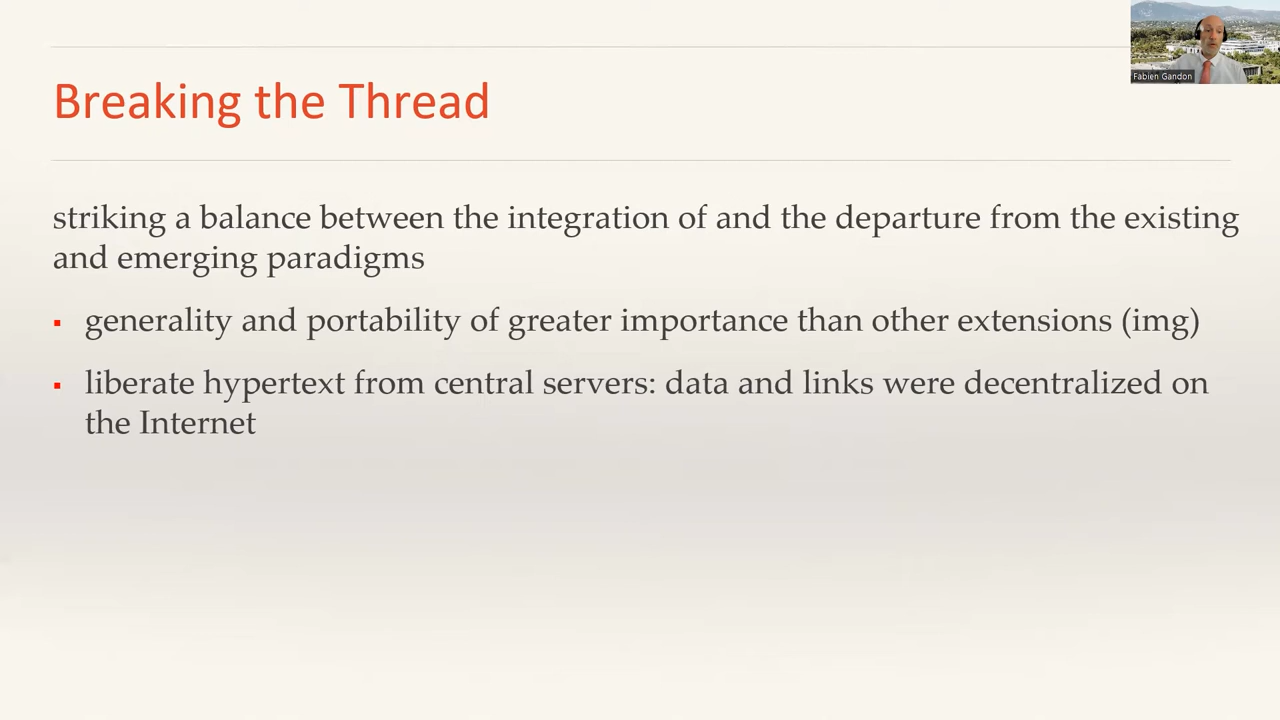 Fabien Gandon
Breaking the Thread
striking a balance between the integration of and the departure from the existing
and emerging paradigms
▪ generality and portability of greater importance than other extensions (img)
▪ liberate hypertext from central servers: data and links were decentralized on
the Internet